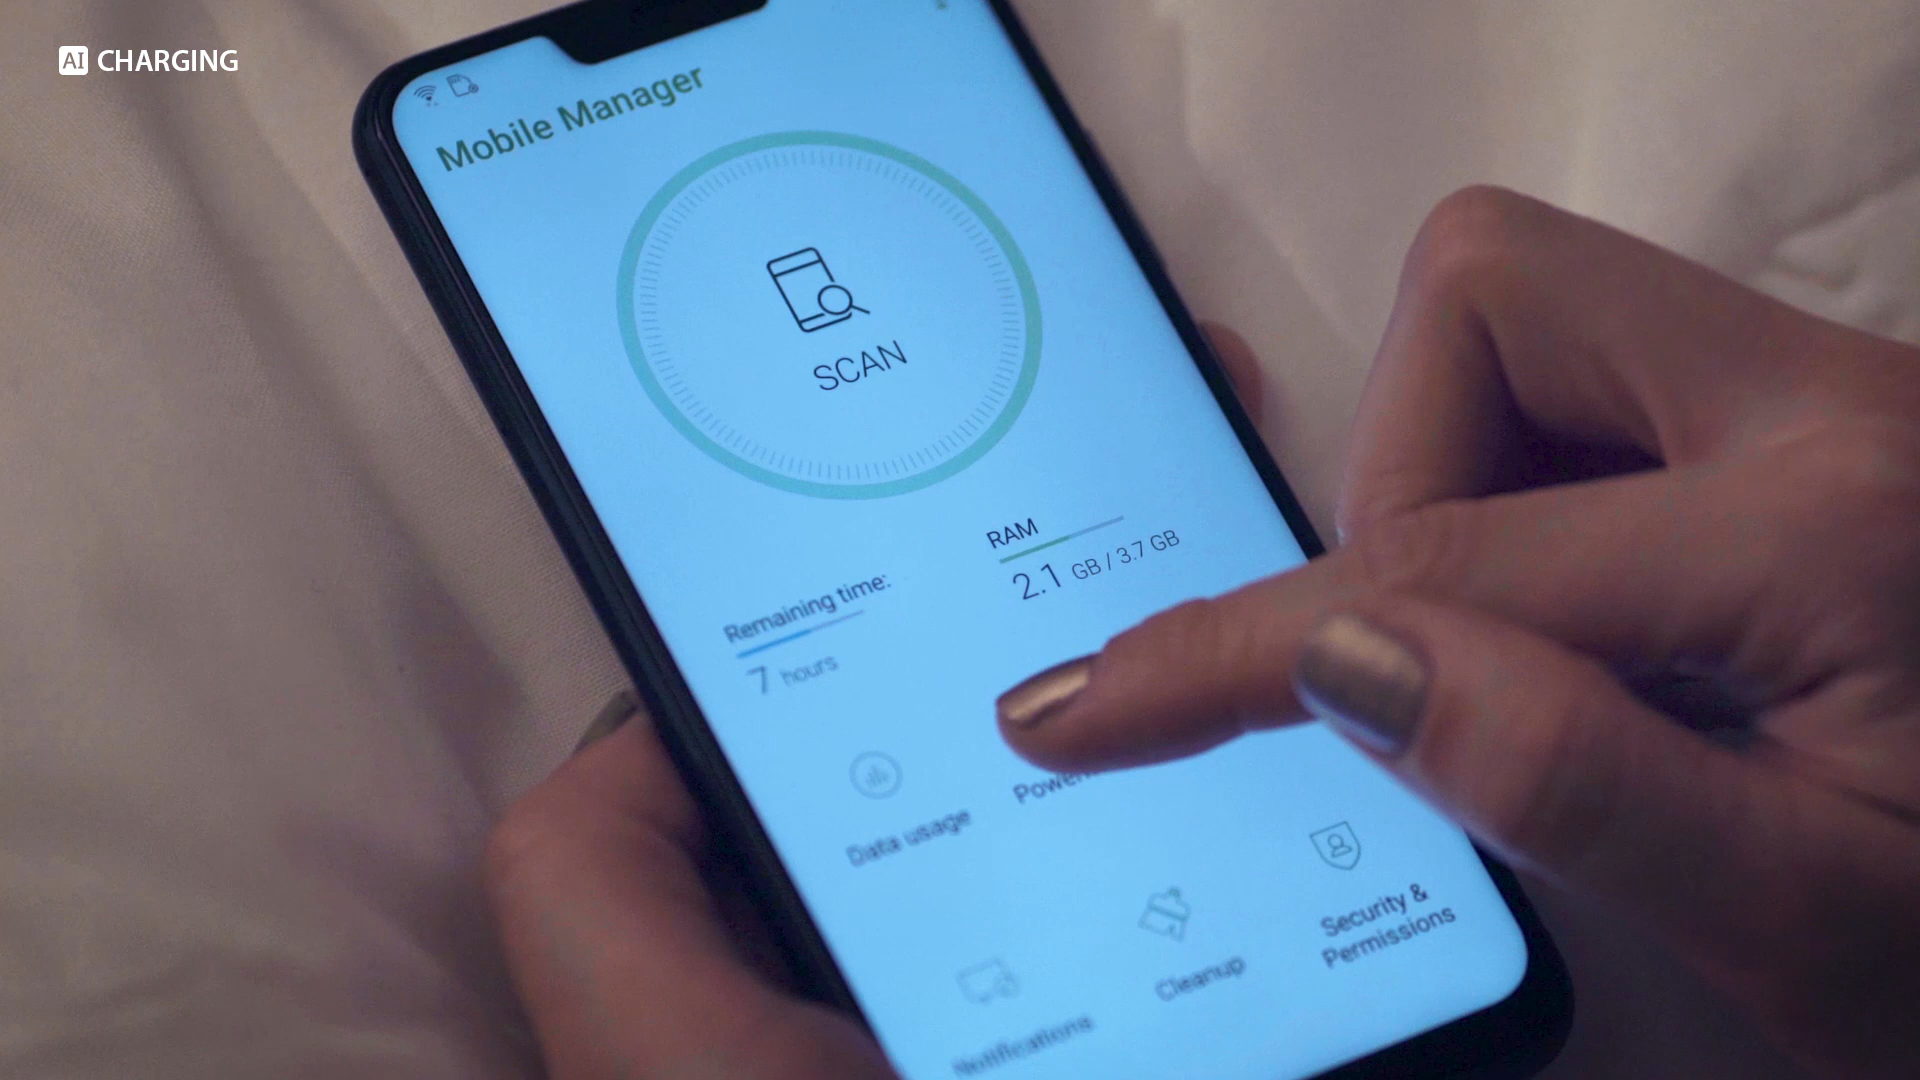 AI CHARGING
Mobile Manager
SCAN
RAM
2.1 GB / 3.7 GB
Remaining time:
7 hours
Data usage
Security &
Permissions
Cleanup
Notifications